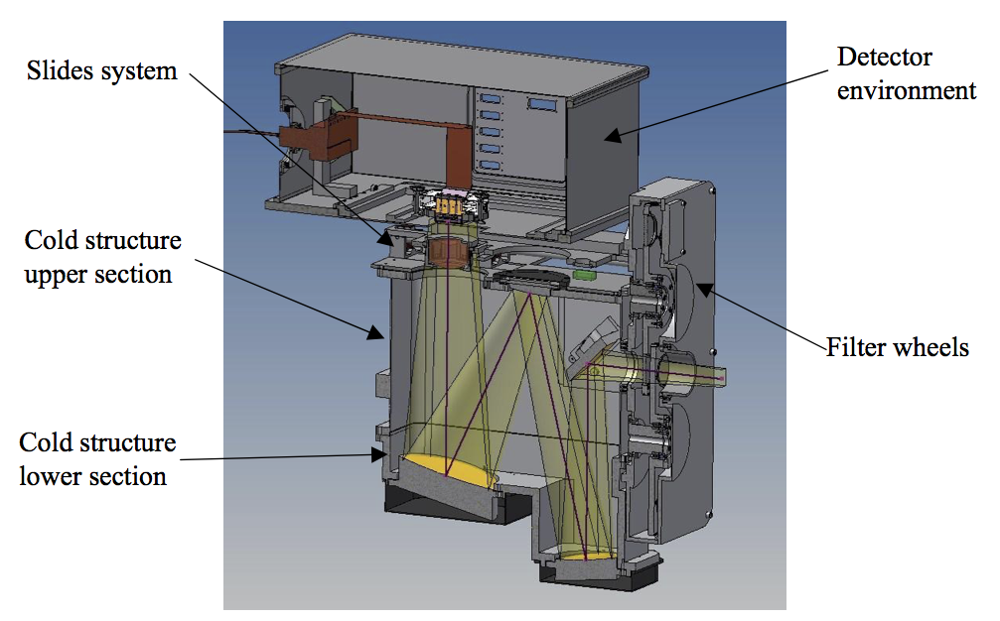 Slides system
Detector
environment
Cold structure
upper section
Filter wheels
Cold structure
lower section